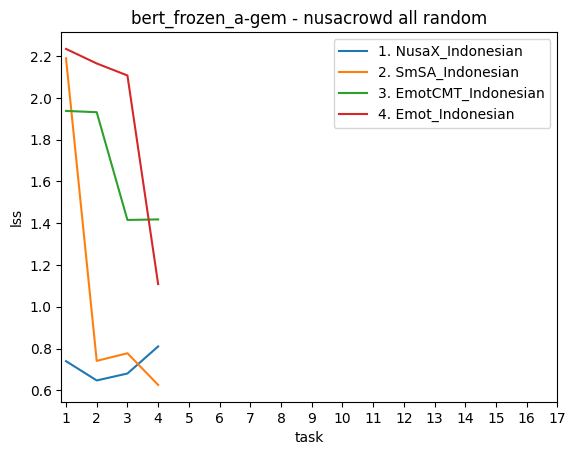 bert_frozen_a-gem - nusacrowd all random
1. NusaX_Indonesian
2. SmSA_Indonesian
3. EmotCMT_Indonesian
4. Emot_Indonesian
lss
2.2
2.0
1.8
1.6
1.4
1.2
1.0
0.8
0.6
1 2 3 4 5 6 7 8 9 10 11 12 13 14 15 16 17
task